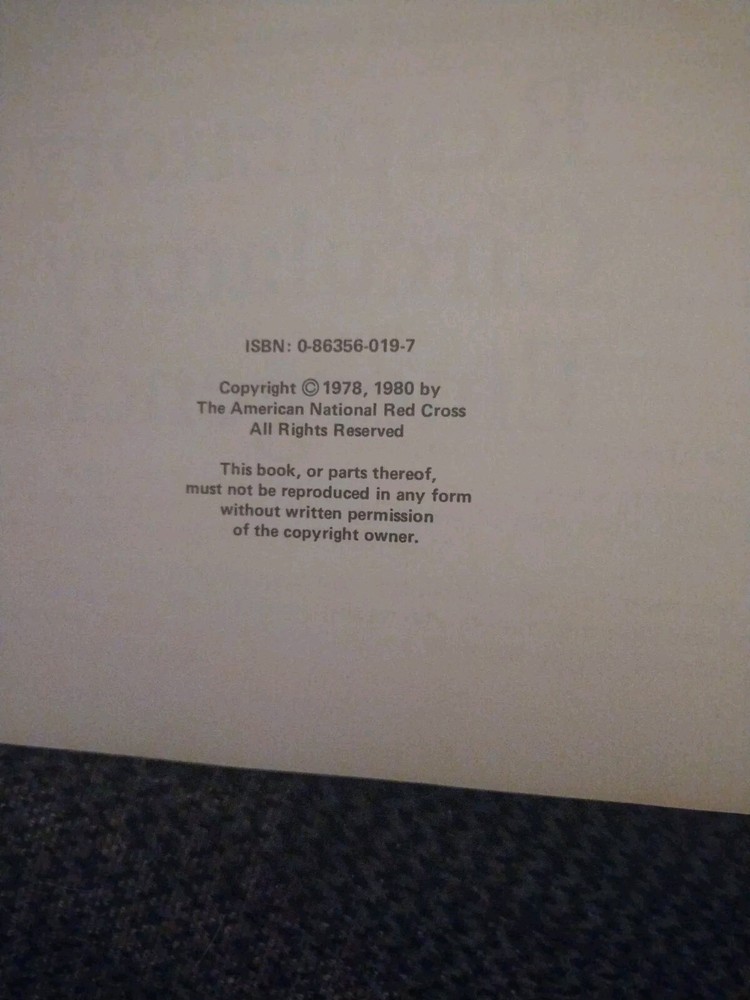 ISBN: 0-86356-019-7
Copyright © 1978, 1980 by
The American National Red Cross
All Rights Reserved
This book, or parts thereof,
must not be reproduced in any form
without written permission
of the copyright owner.